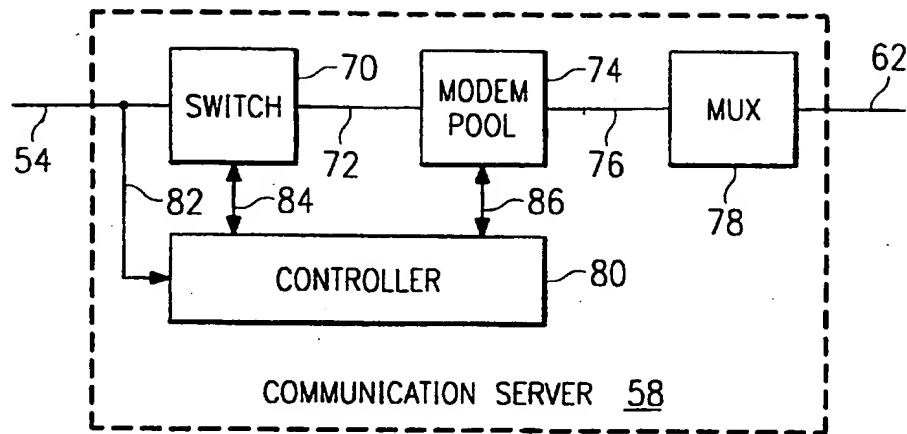 70
74
62
SWITCH
MODEM
POOL
MUX
54
72
76
78
82
84
86
CONTROLLER
80
COMMUNICATION SERVER 58